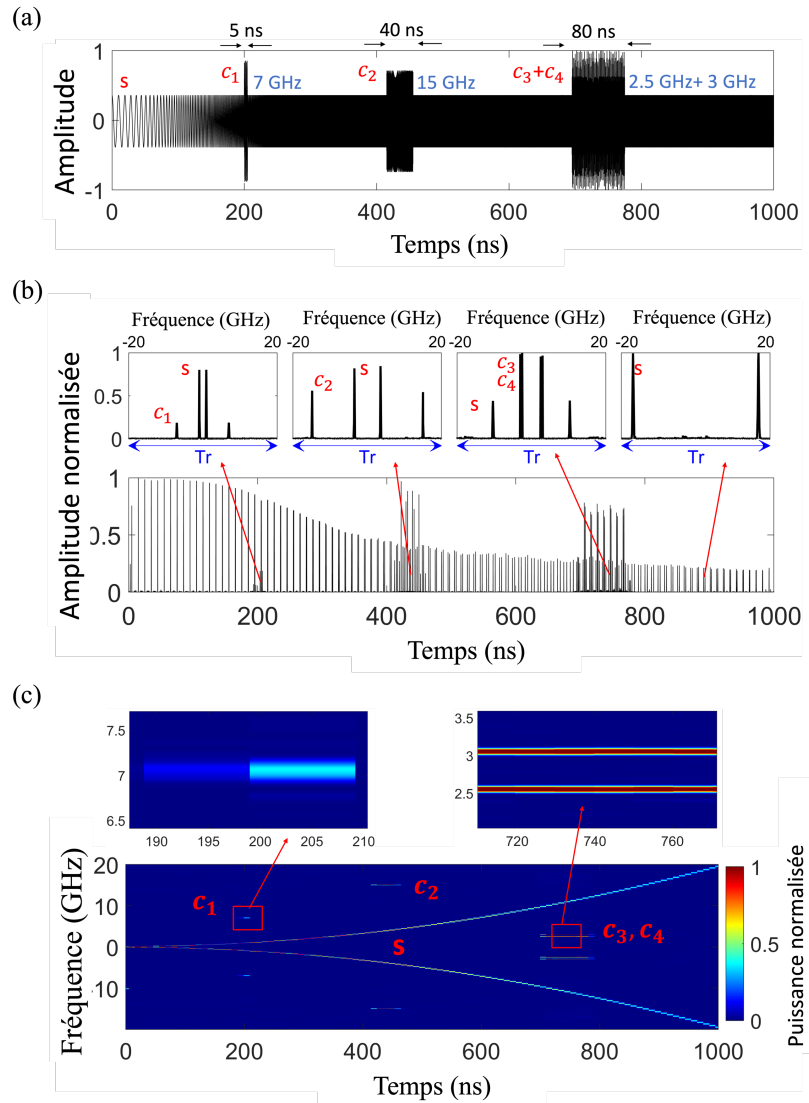 (a)
5 ns
40 ns
80 ns
Amplitude
1
0
-1
s
c₁
7 GHz
c₂
15 GHz
c₃+c₄
2.5 GHz+ 3 GHz
0
200
400
600
800
1000
Temps (ns)
(b)
Fréquence (GHz)
Fréquence (GHz)
Fréquence (GHz)
Fréquence (GHz)
-20
20
-20
20
-20
20
-20
20
Amplitude normalisée
1
0.5
0
c₁
s
c₂
s
s
c₃
c₄
s
Tr
Tr
Tr
Tr
1
0.5
0
0
200
400
600
800
1000
Temps (ns)
(c)
7.5
7
6.5
190
195
200
205
210
3.5
3
2.5
720
740
760
Fréquence (GHz)
20
10
0
-10
c₁
c₂
s
c₃, c₄
0
200
400
600
800
1000
Temps (ns)
1
0.5
0
Puissance normalisée